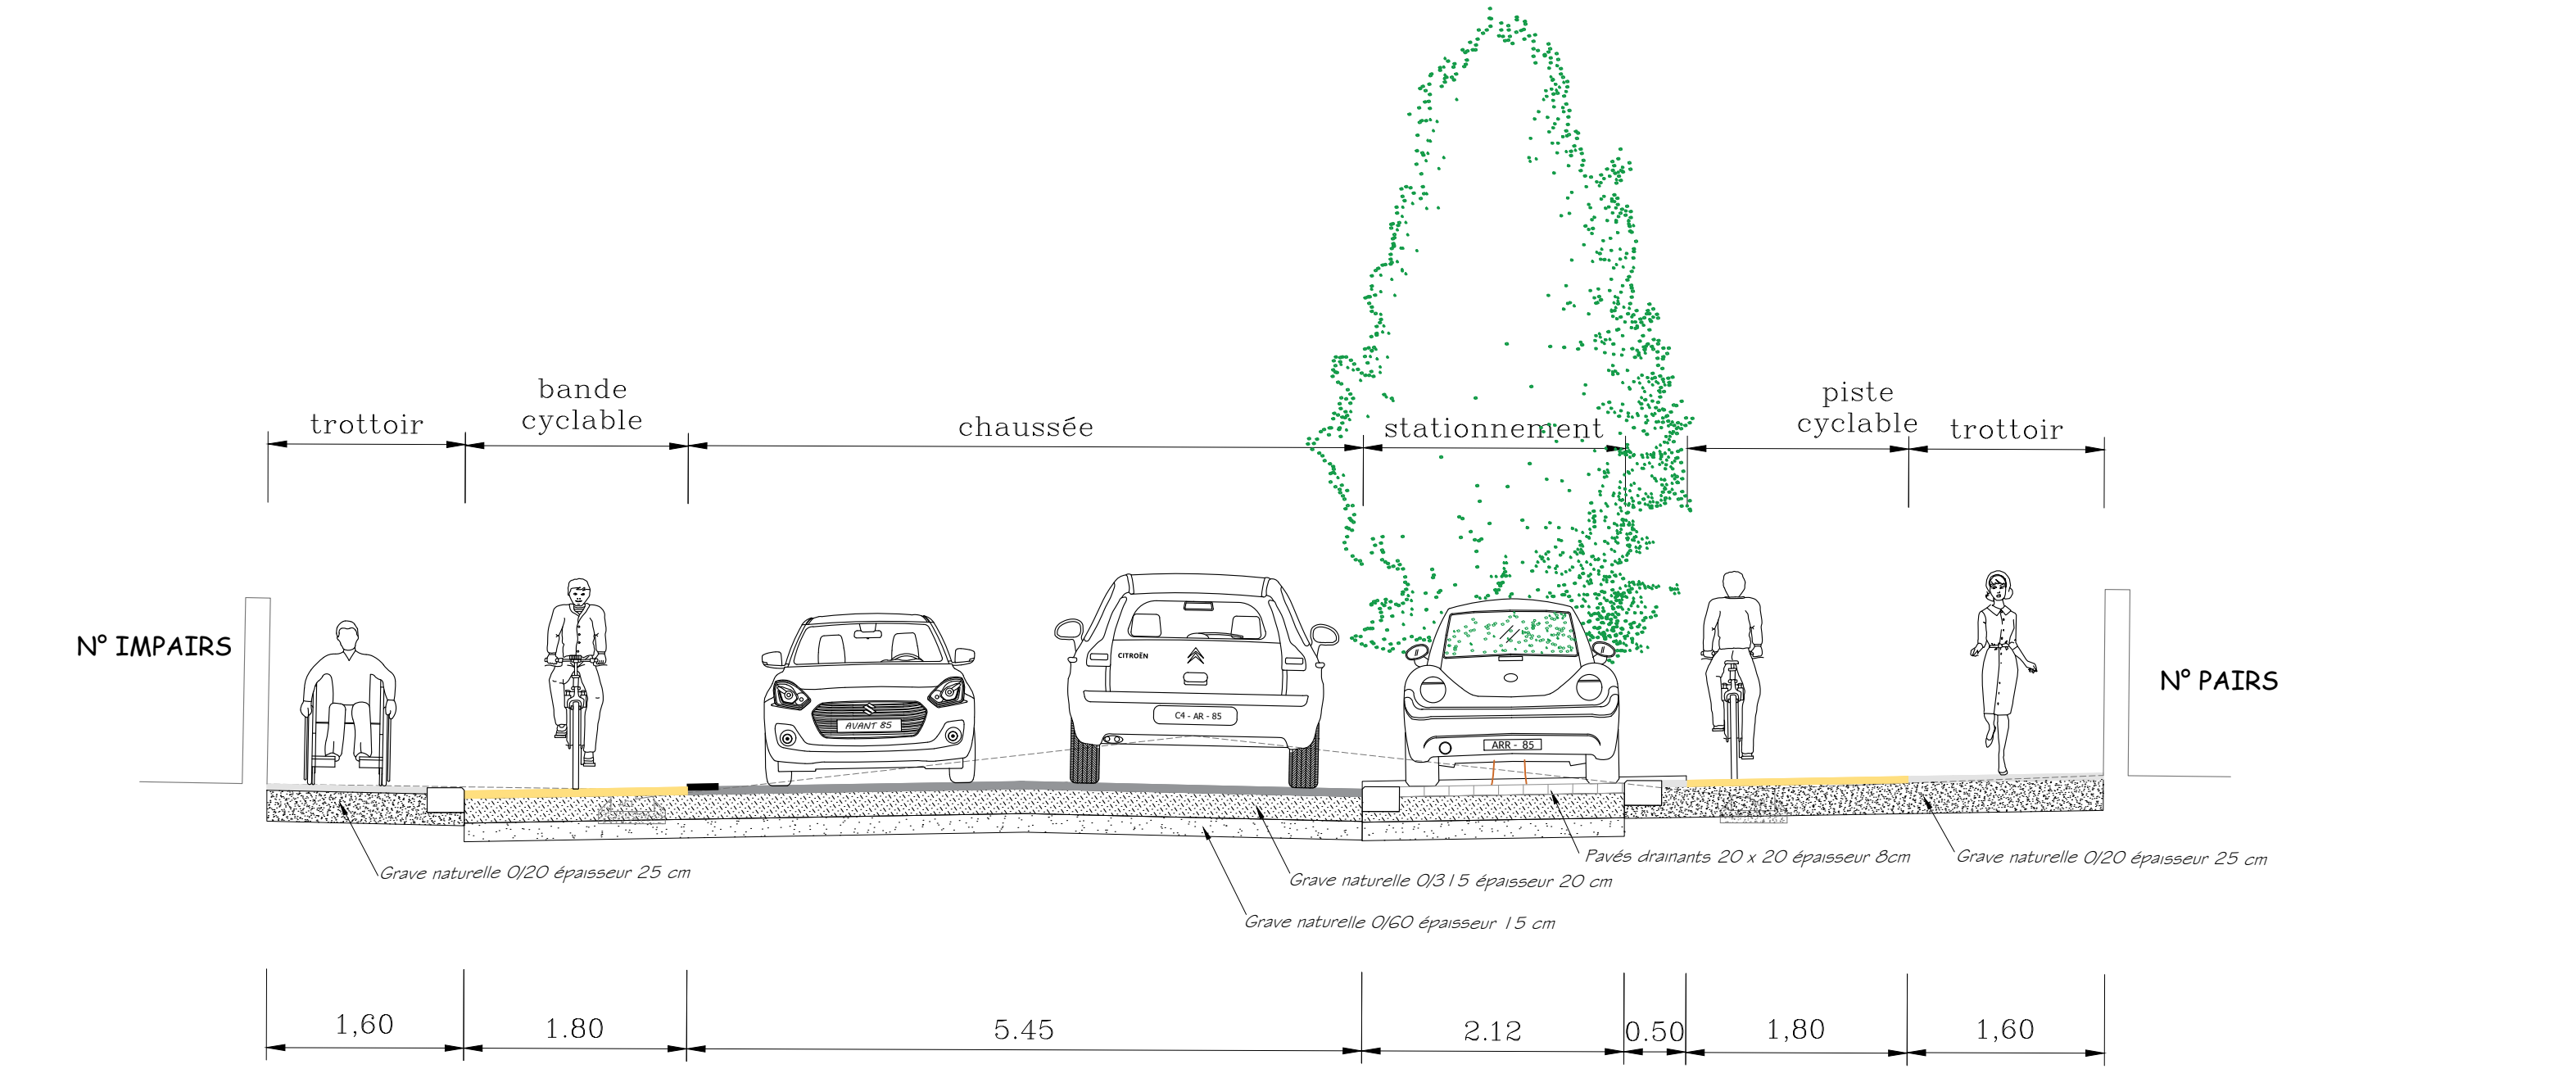 bande
cyclable
piste
cyclable
trottoir
chaussée
stationnement
trottoir
N° IMPAIRS
N° PAIRS
CITROËN
C4 - AR - 85
AVANT 85
ARR - 85
Grave naturelle 0/20 épaisseur 25 cm
Grave naturelle 0/315 épaisseur 20 cm
Grave naturelle 0/60 épaisseur 15 cm
Pavés drainants 20 x 20 épaisseur 8cm
Grave naturelle 0/20 épaisseur 25 cm
1,60
1.80
5.45
2.12
0.50
1,80
1,60